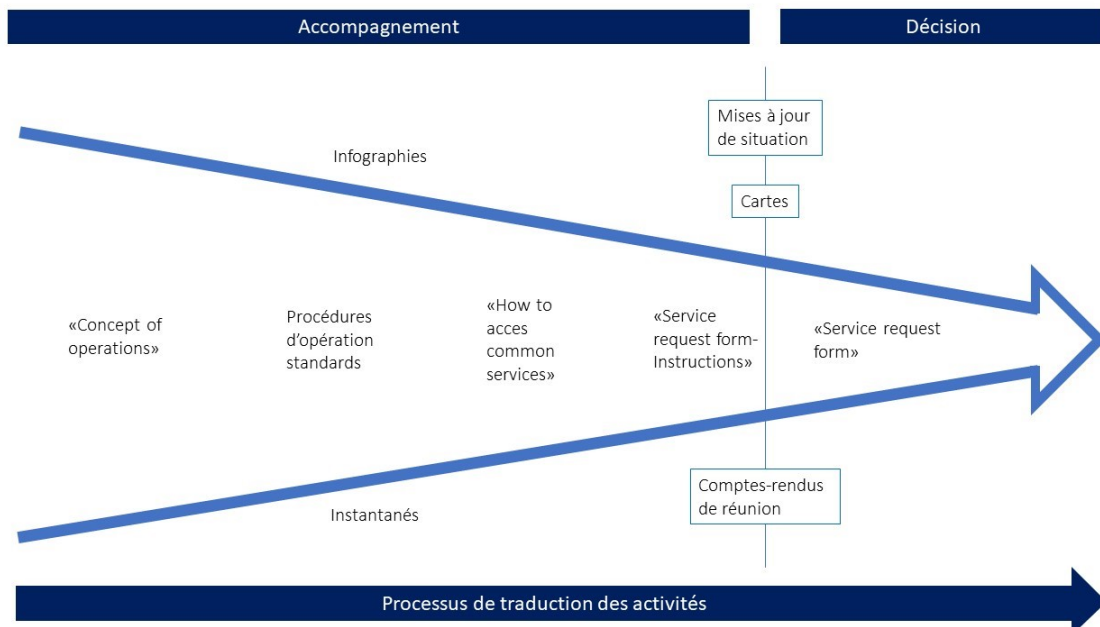 Accompagnement
Décision
Mises à jour
de situation
Infographies
Cartes
«Concept of
operations»
Procédures
d’opération
standards
«How to
acces
common
services»
«Service
request form-
Instructions»
«Service request
form»
Comptes-rendus
de réunion
Instantanés
Processus de traduction des activités